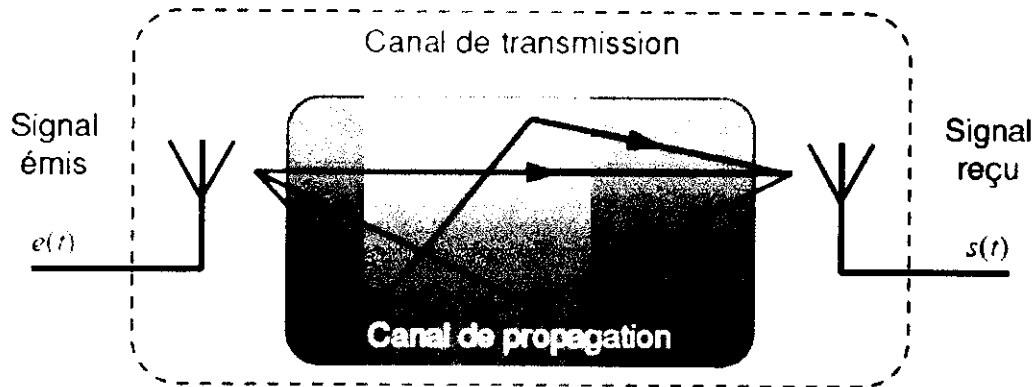 Canal de transmission
Signal
émis
e(t)
Signal
reçu
s(t)
Canal de propagation